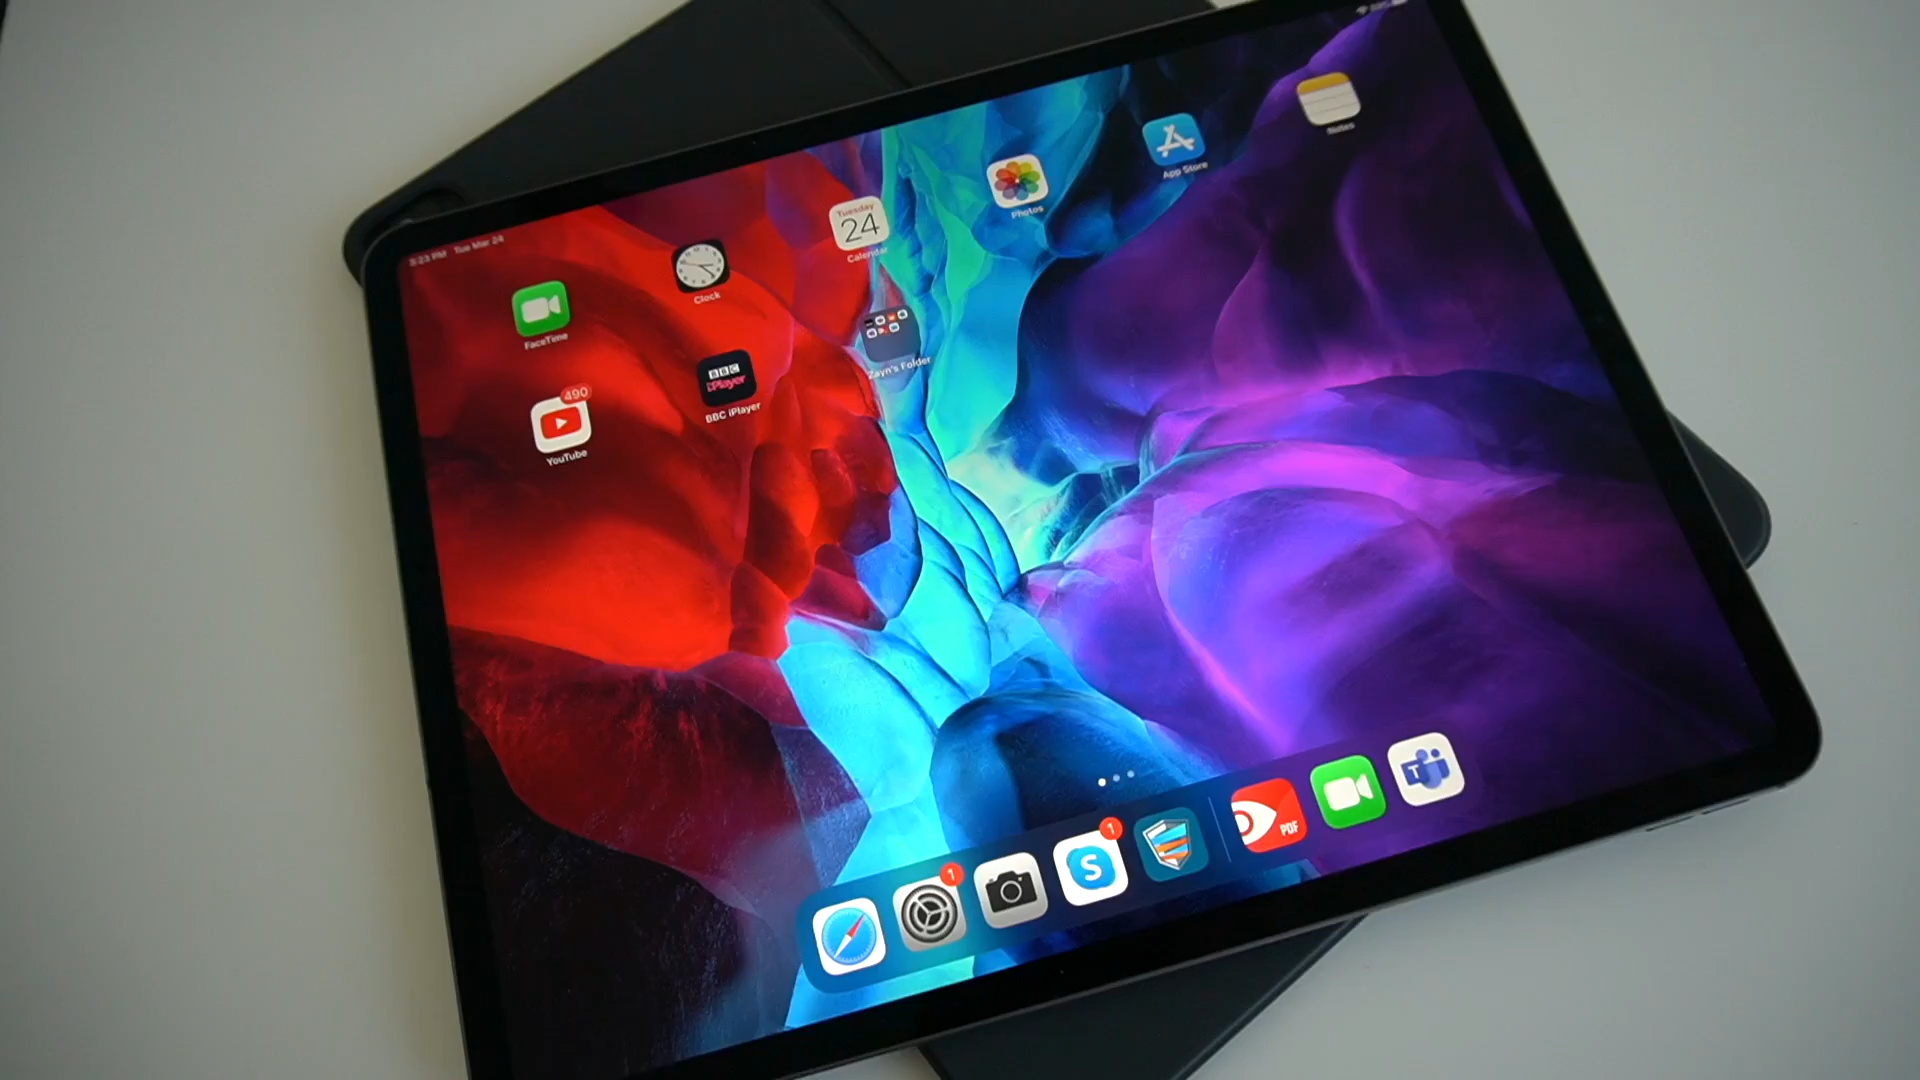 3:23 PM Tue Mar 24
FaceTime
Clock
Tuesday
24
Calendar
Photos
App Store
Notes
490
YouTube
BBC
iPlayer
BBC iPlayer
Zayn's Folder
1
1
S
PDF
T